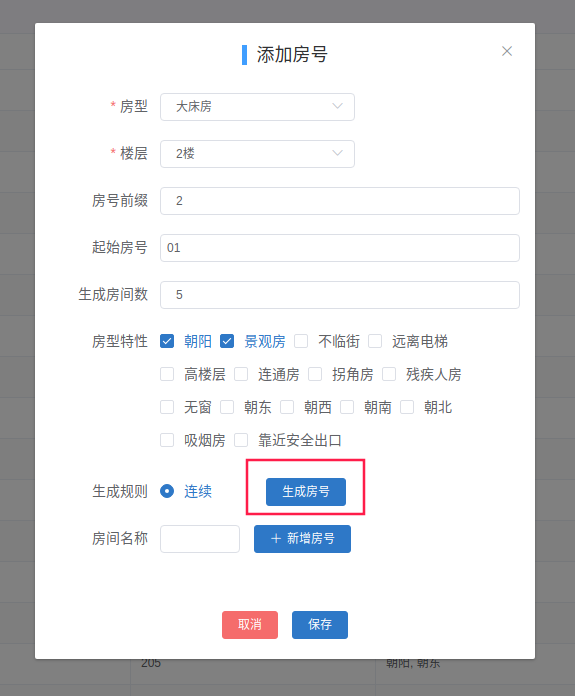 添加房号
* 房型 大床房
* 楼层 2楼
房号前缀 2
起始房号 01
生成房间数 5
房型特性 朝阳 景观房 不临街 远离电梯
高楼层 连通房 拐角房 残疾人房
无窗 朝东 朝西 朝南 朝北
吸烟房 靠近安全出口
生成规则 连续 生成房号
房间名称 + 新增房号
取消 保存
205 朝阳, 朝东